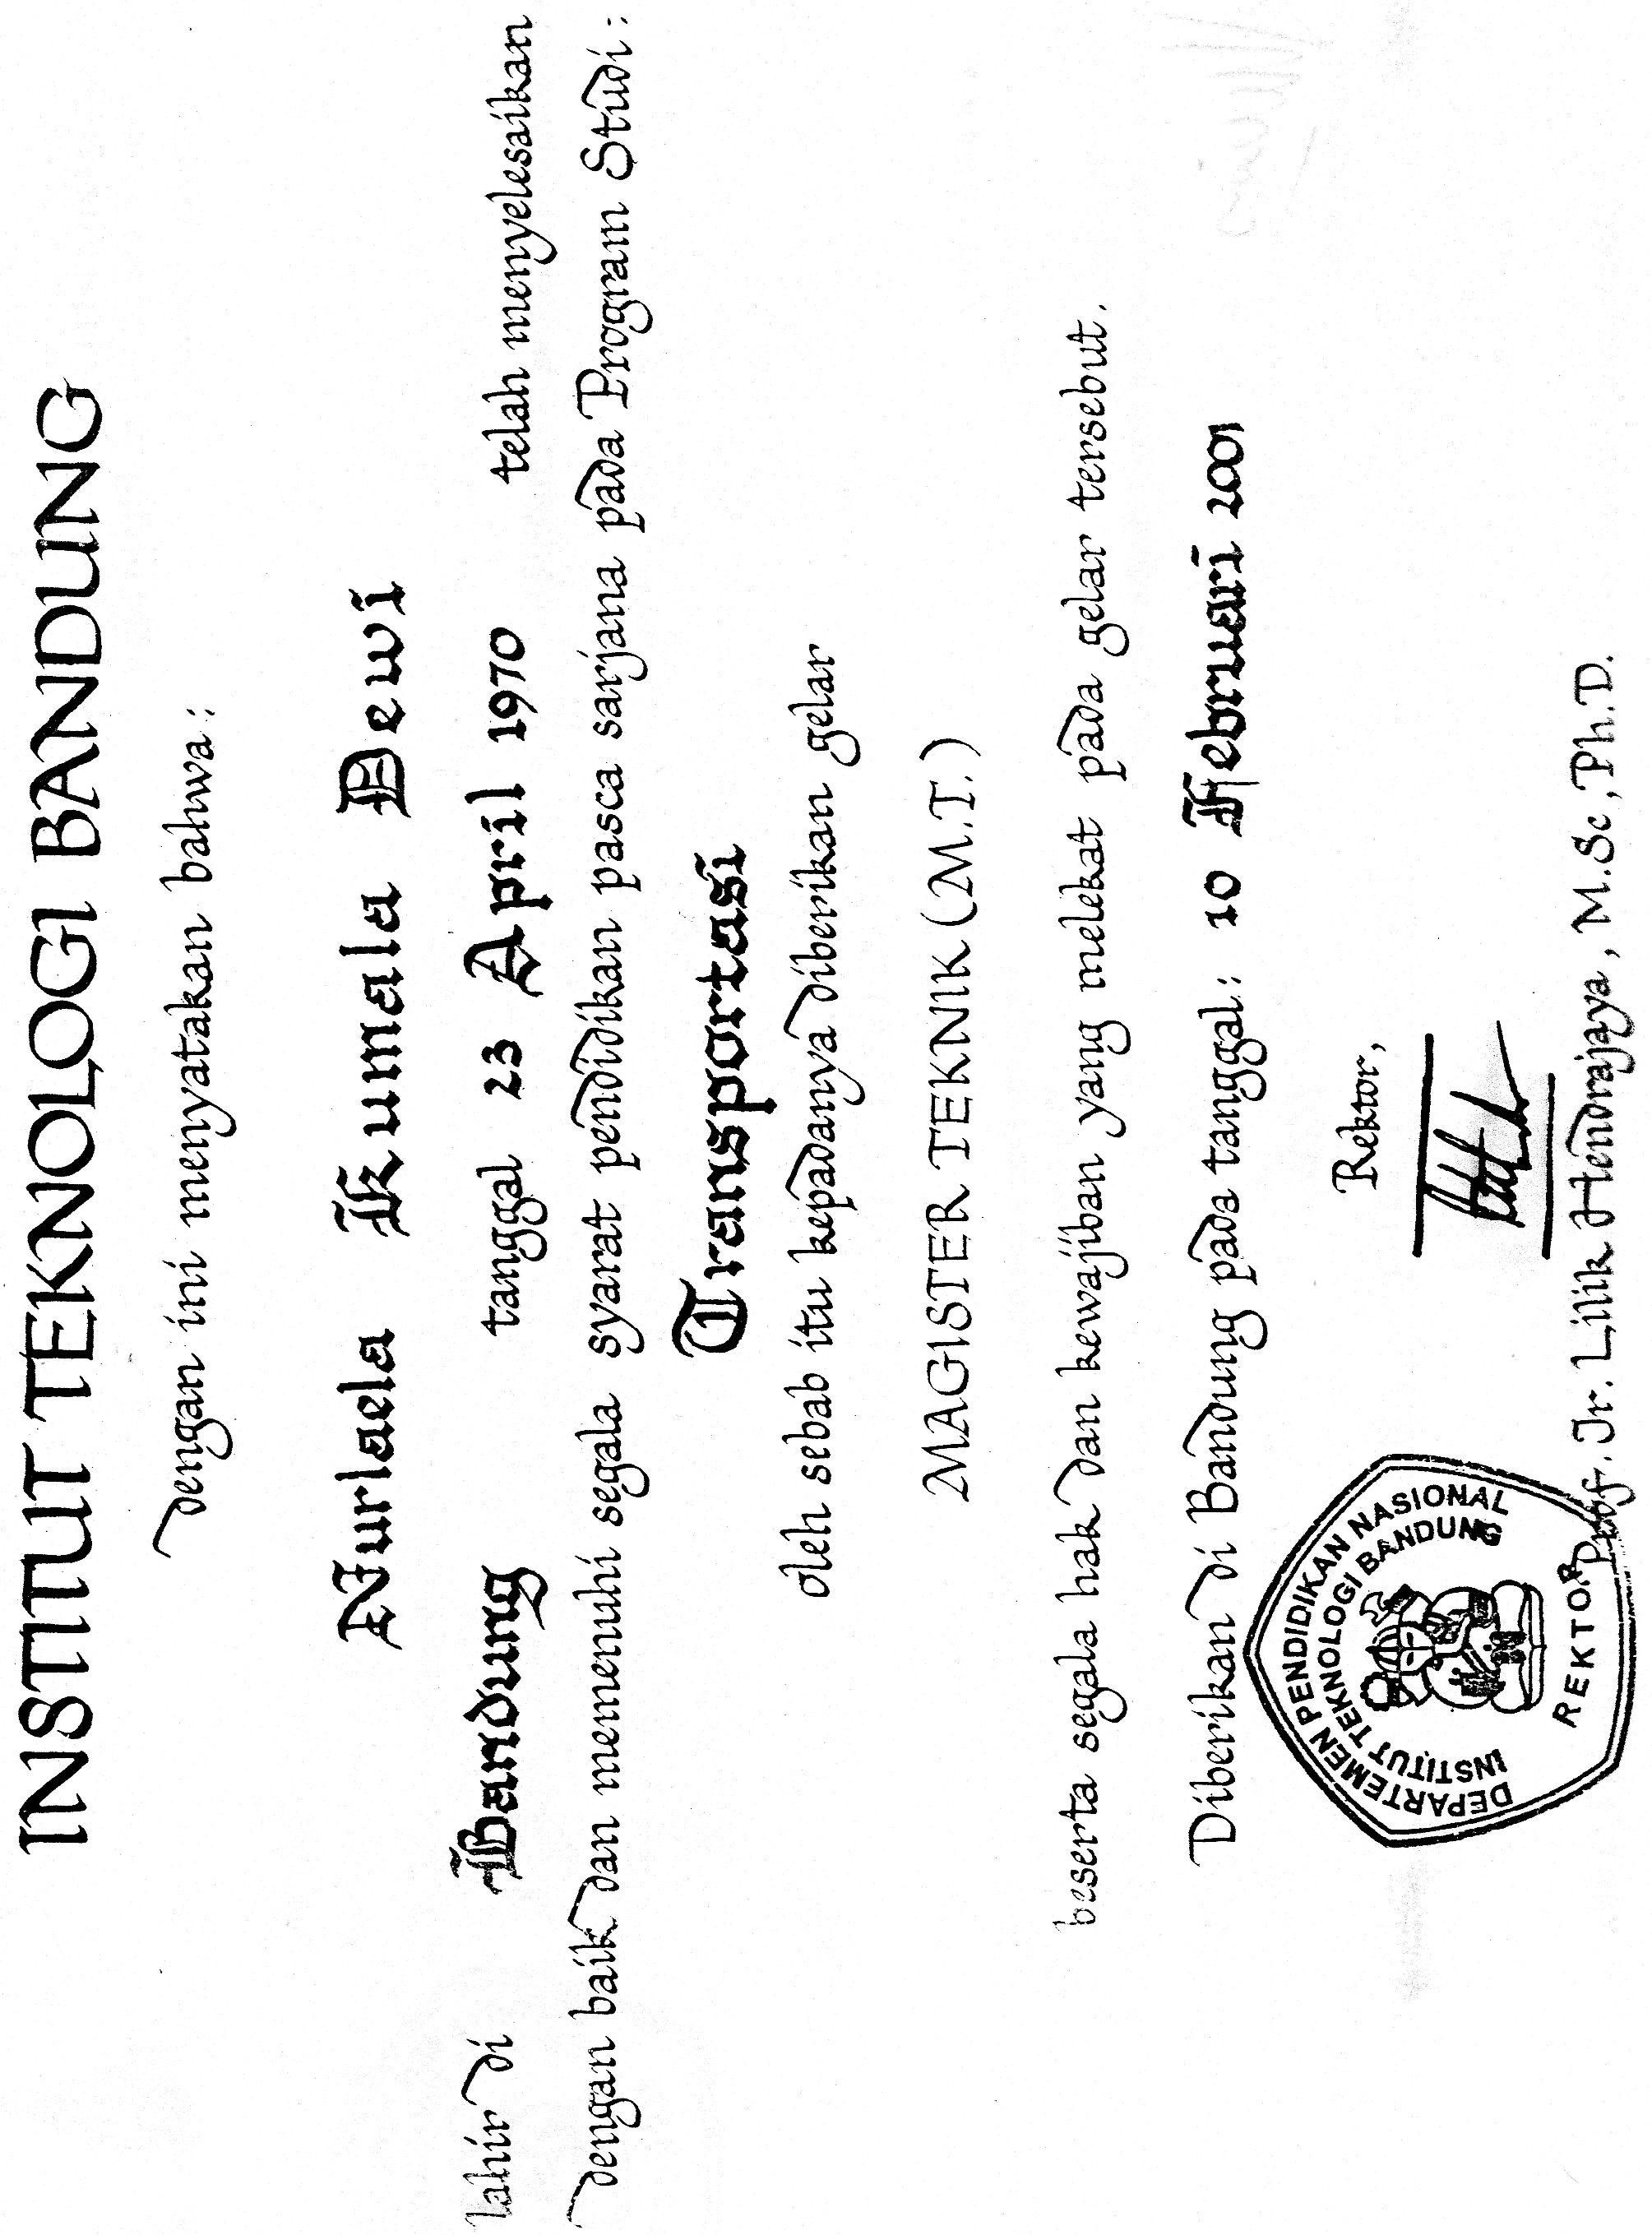 INSTITUT TEKNOLOGI BANDUNG
dengan ini menyatakan bahwa :
Nurlaela Kumala Dewi
lahir di Bandung tanggal 23 April 1970 telah menyelesaikan
dengan baik dan memenuhi segala syarat pendidikan pasca sarjana pada Program Studi :
Transportasi
oleh sebab itu kepadanya diberikan gelar
MAGISTER TEKNIK (M.T.)
beserta segala hak dan kewajiban yang melekat pada gelar tersebut.
Diberikan di Bandung pada tanggal : 10 Februari 2001
Rektor,
DEPARTEMEN PENDIDIKAN NASIONAL
INSTITUT TEKNOLOGI BANDUNG
REKTOR
Prof. Ir. Lilik Hendrajaya, M.Sc, Ph.D.